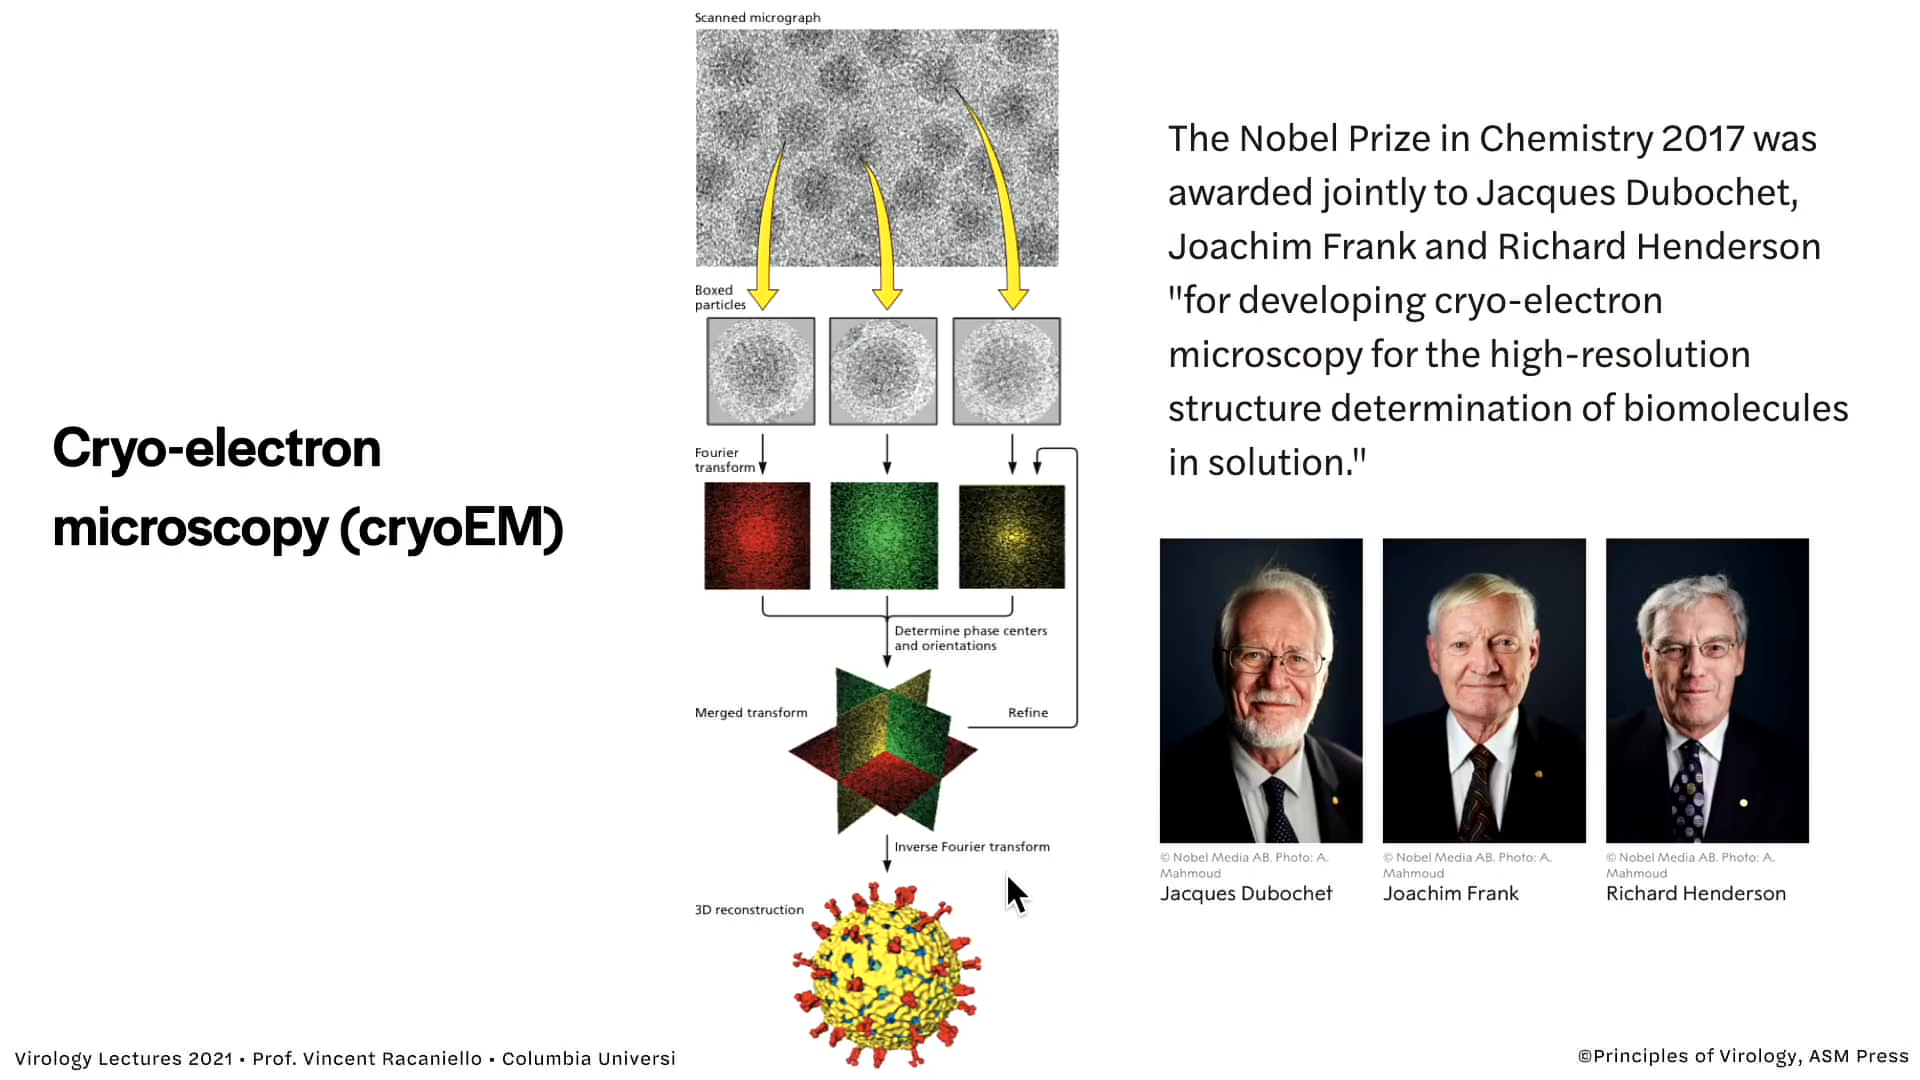 Cryo-electron
microscopy (cryoEM)
Scanned micrograph
Boxed
particles
Fourier
transform
Determine phase centers
and orientations
Merged transform
Refine
Inverse Fourier transform
3D reconstruction
The Nobel Prize in Chemistry 2017 was
awarded jointly to Jacques Dubochet,
Joachim Frank and Richard Henderson
"for developing cryo-electron
microscopy for the high-resolution
structure determination of biomolecules
in solution."
© Nobel Media AB. Photo: A.
Mahmoud
Jacques Dubochet
© Nobel Media AB. Photo: A.
Mahmoud
Joachim Frank
© Nobel Media AB. Photo: A.
Mahmoud
Richard Henderson
Virology Lectures 2021 • Prof. Vincent Racaniello • Columbia Universi
©Principles of Virology, ASM Press